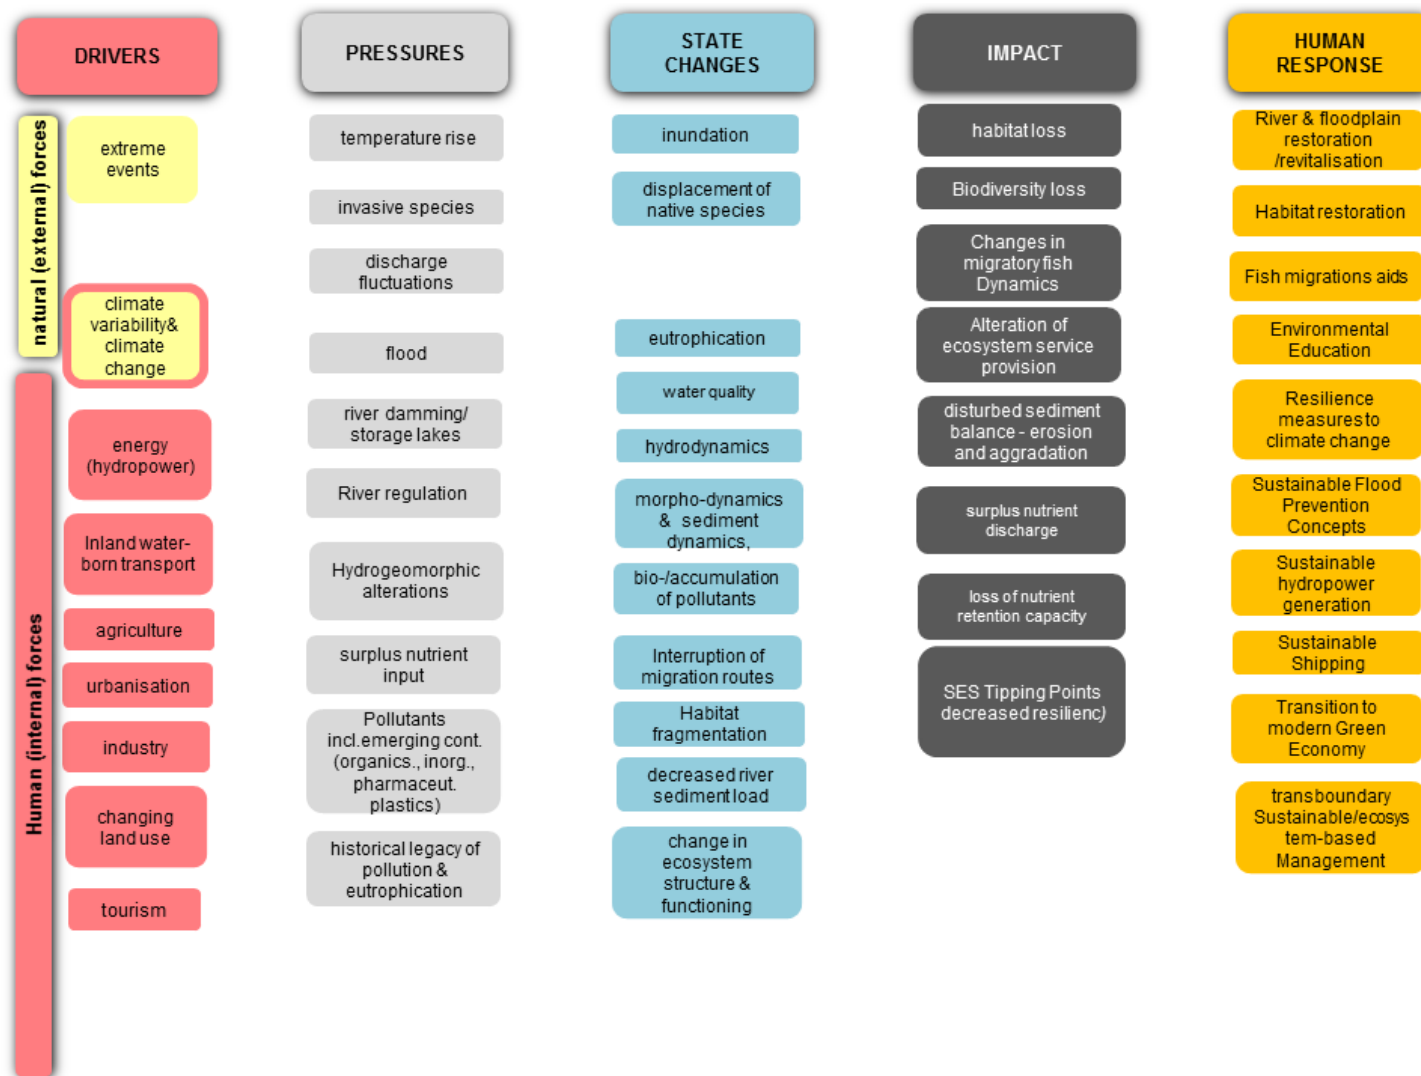 DRIVERS
natural (external) forces
extreme
events
climate
variability&
climate
change
Human (internal) forces
energy
(hydropower)
Inland water-
born transport
agriculture
urbanisation
industry
changing
land use
tourism
PRESSURES
temperature rise
invasive species
discharge
fluctuations
flood
river damming/
storage lakes
River regulation
Hydrogeomorphic
alterations
surplus nutrient
input
Pollutants
incl.emerging cont.
(organics., inorg.,
pharmaceut.
plastics)
historical legacy of
pollution &
eutrophication
STATE
CHANGES
inundation
displacement of
native species
eutrophication
water quality
hydrodynamics
morpho-dynamics
& sediment
dynamics,
bio-/accumulation
of pollutants
Interruption of
migration routes
Habitat
fragmentation
decreased river
sediment load
change in
ecosystem
structure &
functioning
IMPACT
habitat loss
Biodiversity loss
Changes in
migratory fish
Dynamics
Alteration of
ecosystem service
provision
disturbed sediment
balance - erosion
and aggradation
surplus nutrient
discharge
loss of nutrient
retention capacity
SES Tipping Points
decreased resilienc)
HUMAN
RESPONSE
River & floodplain
restoration
/revitalisation
Habitat restoration
Fish migrations aids
Environmental
Education
Resilience
measures to
climate change
Sustainable Flood
Prevention
Concepts
Sustainable
hydropower
generation
Sustainable
Shipping
Transition to
modern Green
Economy
transboundary
Sustainable/ecosys
tem-based
Management